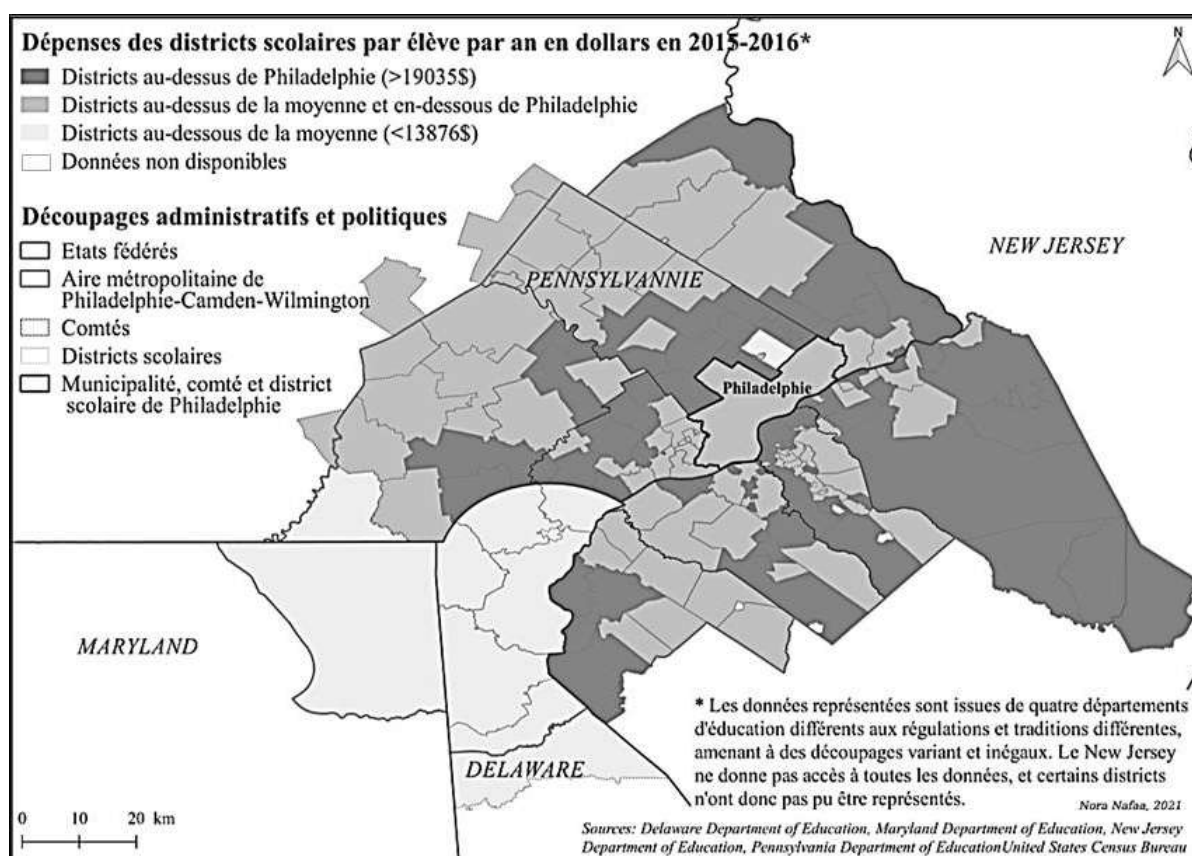 Dépenses des districts scolaires par élève par an en dollars en 2015-2016*
Districts au-dessus de Philadelphie (>19035$)
Districts au-dessus de la moyenne et en-dessous de Philadelphie
Districts au-dessous de la moyenne (<13876$)
Données non disponibles
Découpages administratifs et politiques
Etats fédérés
Aire métropolitaine de
Philadelphie-Camden-Wilmington
Comtés
Districts scolaires
Municipalité, comté et district
scolaire de Philadelphie
N
NEW JERSEY
PENNSYLVANNIE
Philadelphie
MARYLAND
DELAWARE
* Les données représentées sont issues de quatre départements
d'éducation différents aux régulations et traditions différentes,
amenant à des découpages variant et inégaux. Le New Jersey
ne donne pas accès à toutes les données, et certains districts
n'ont donc pas pu être représentés.
Nora Nafaa, 2021
0 10 20 km
Sources: Delaware Department of Education, Maryland Department of Education, New Jersey
Department of Education, Pennsylvania Department of EducationUnited States Census Bureau